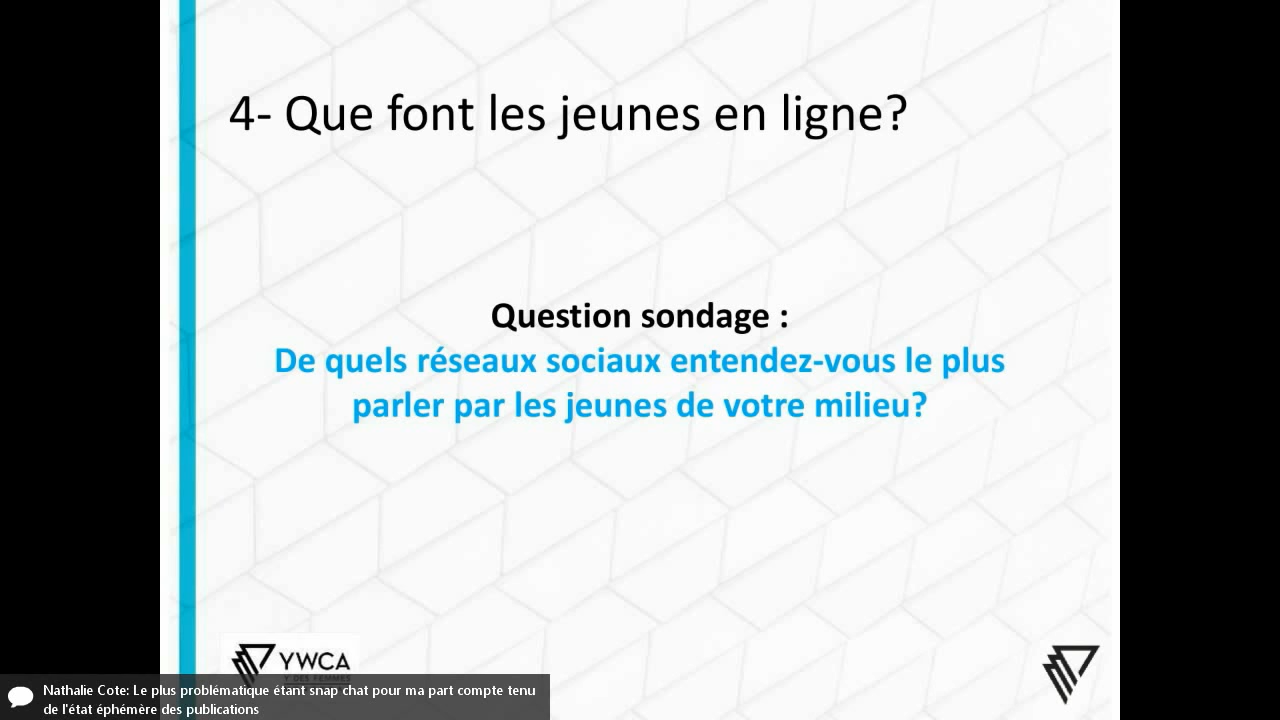 4- Que font les jeunes en ligne?
Question sondage :
De quels réseaux sociaux entendez-vous le plus
parler par les jeunes de votre milieu?
YWCA
Y DES FEMMES
Nathalie Cote: Le plus problématique étant snap chat pour ma part compte tenu
de l'état éphémère des publications